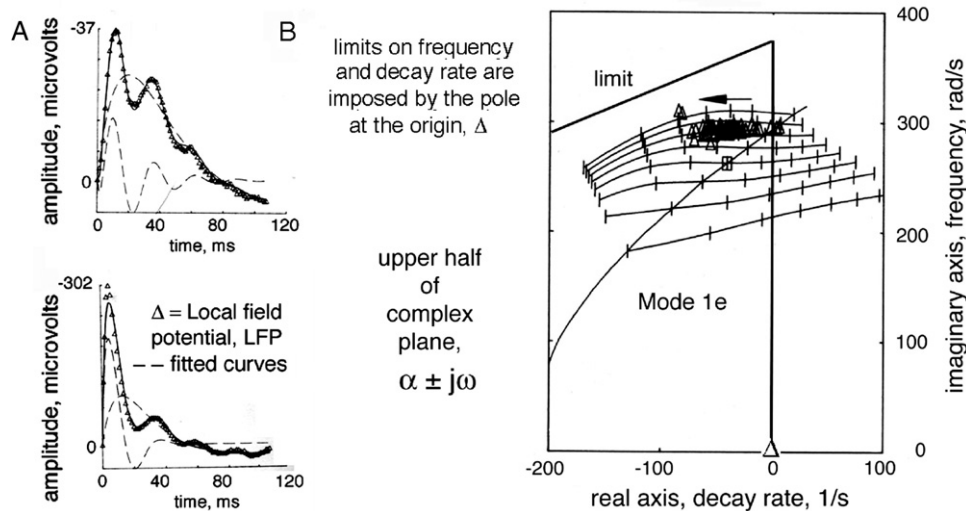 A
amplitude, microvolts
-37
0
0 40 80 120
time, ms
amplitude, microvolts
-302
0
Δ = Local field
potential, LFP
— — fitted curves
0 40 80 120
time, ms
B
limits on frequency
and decay rate are
imposed by the pole
at the origin, Δ
upper half
of
complex
plane,
α ± jω
limit
Mode 1e
400
300
200
100
0
imaginary axis, frequency, rad/s
-200 -100 0 100
real axis, decay rate, 1/s